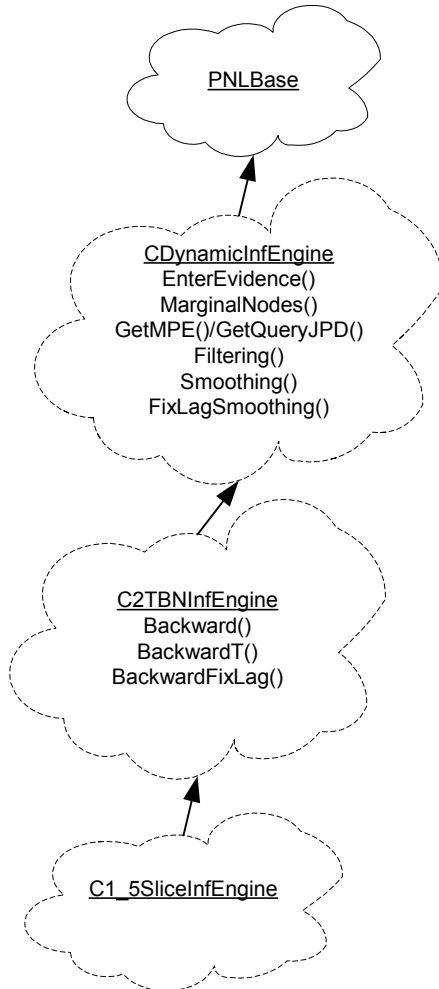 PNLBase
CDynamicInfEngine
EnterEvidence()
MarginalNodes()
GetMPE()/GetQueryJPD()
Filtering()
Smoothing()
FixLagSmoothing()
C2TBNInfEngine
Backward()
BackwardT()
BackwardFixLag()
C1_5SliceInfEngine